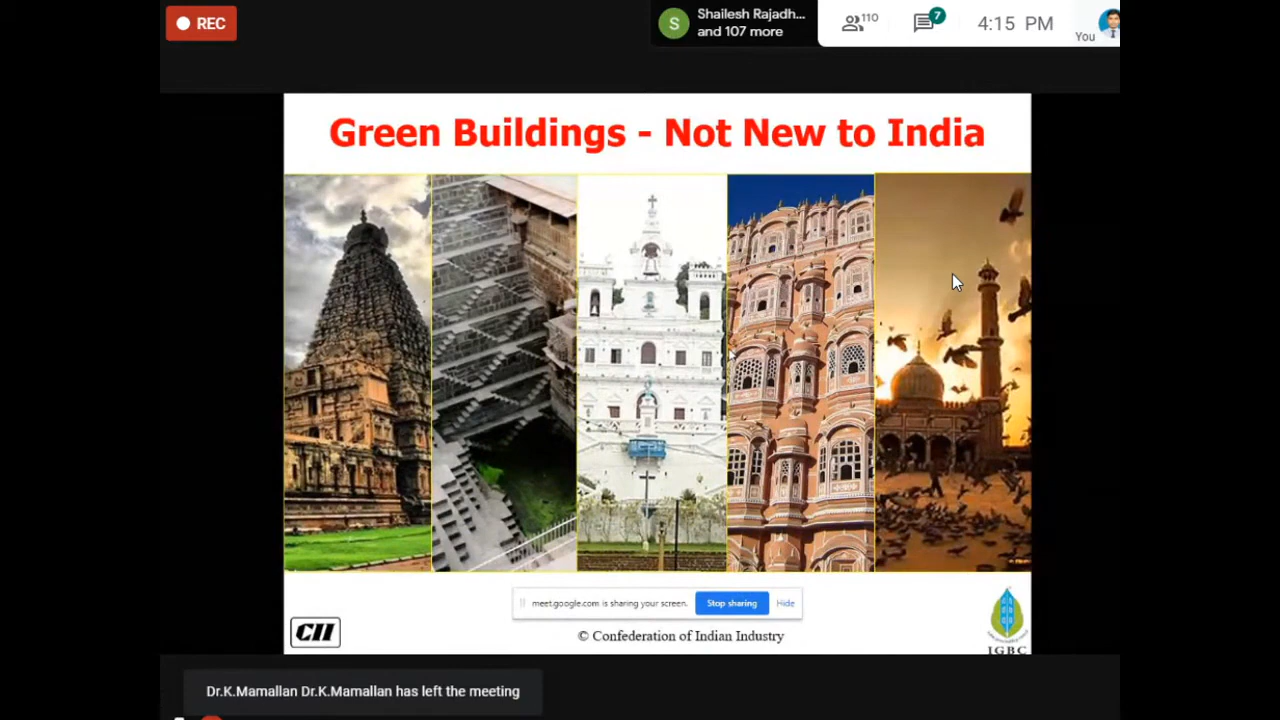 REC
S
Shailesh Rajadh...
and 107 more
110
7
4:15 PM
You
Green Buildings - Not New to India
meet.google.com is sharing your screen.
Stop sharing
Hide
CII
© Confederation of Indian Industry
IGBC
Dr.K.Mamallan Dr.K.Mamallan has left the meeting